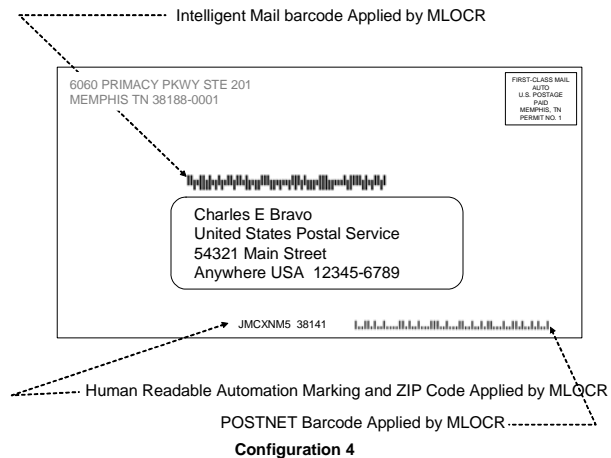 Intelligent Mail barcode Applied by MLOCR
6060 PRIMACY PKWY STE 201
MEMPHIS TN 38188-0001
FIRST-CLASS MAIL
AUTO
U.S. POSTAGE
PAID
MEMPHIS, TN
PERMIT NO. 1
Charles E Bravo
United States Postal Service
54321 Main Street
Anywhere USA 12345-6789
JMCXNM5 38141
Human Readable Automation Marking and ZIP Code Applied by MLOCR
POSTNET Barcode Applied by MLOCR
Configuration 4